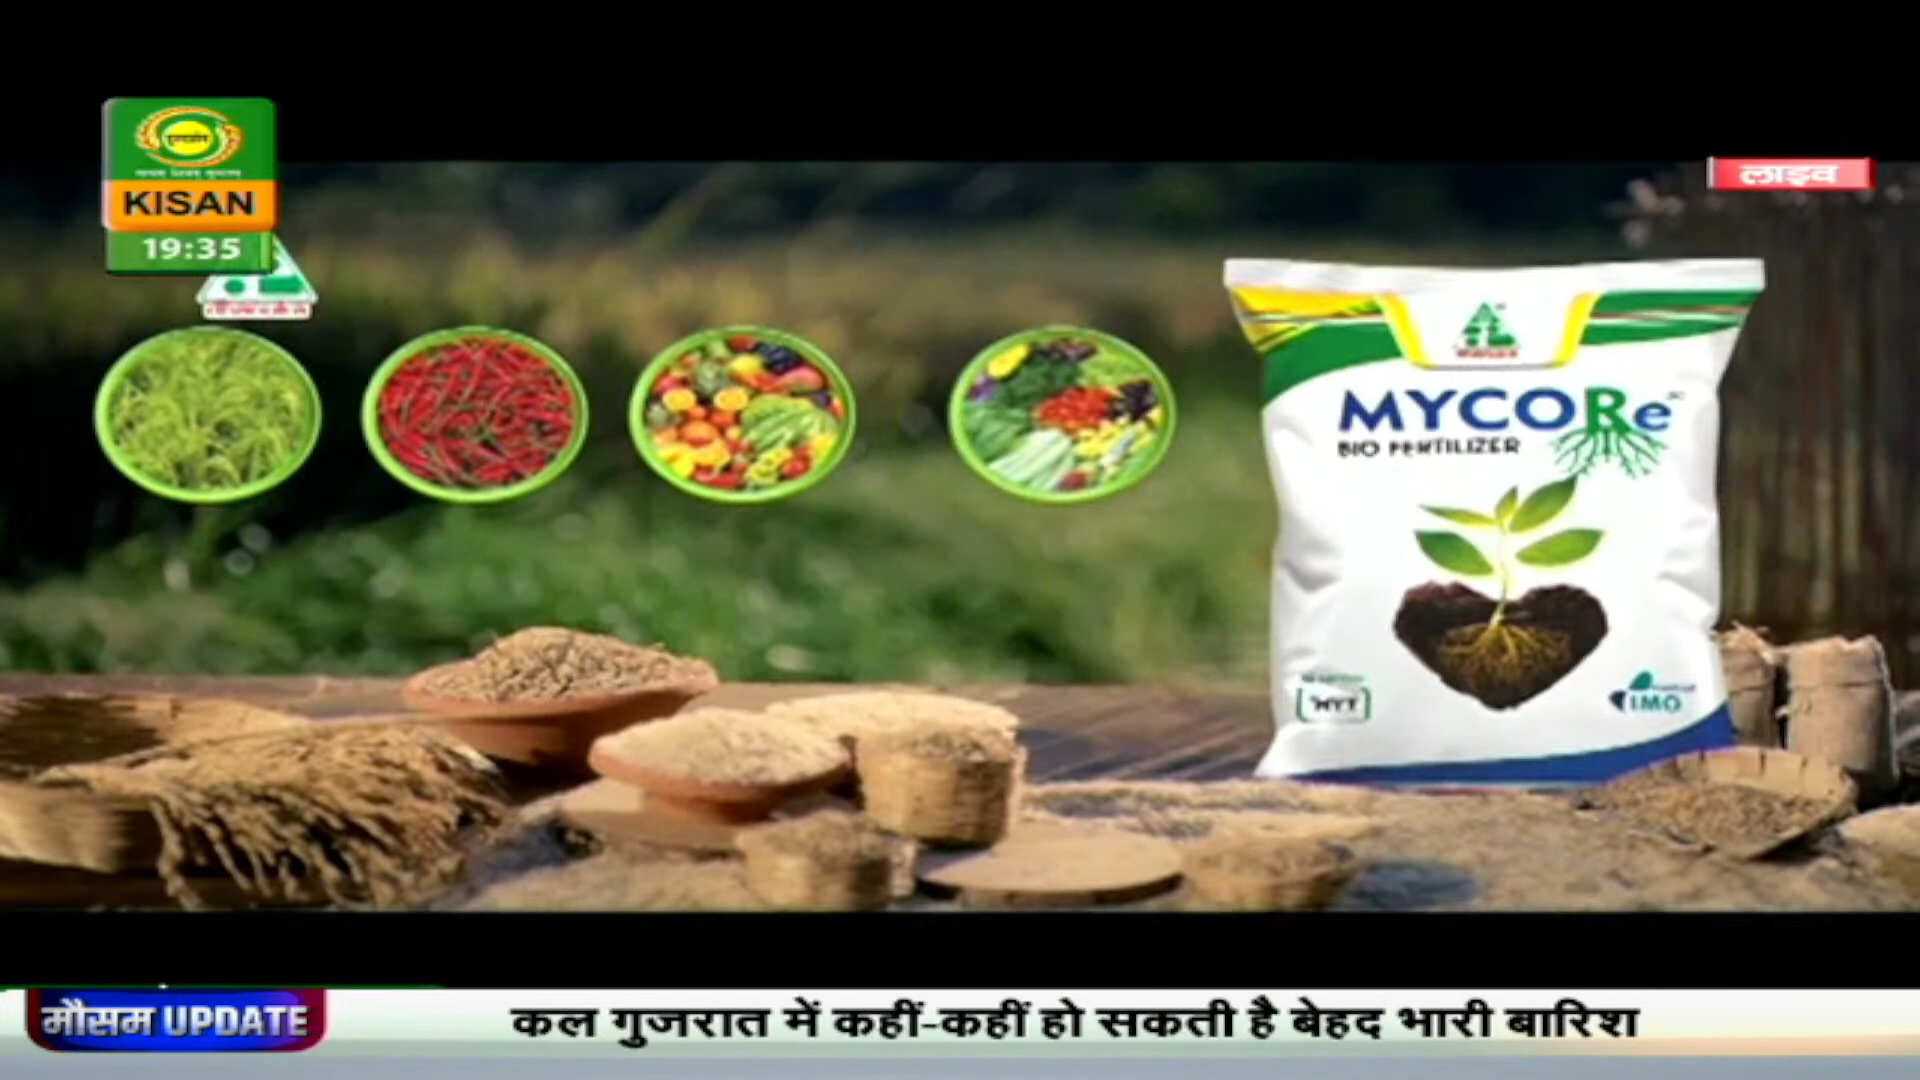 KISAN
19:35
लाइव
MYCORe
BIO FERTILIZER
IMO
मौसम UPDATE
कल गुजरात में कहीं-कहीं हो सकती है बेहद भारी बारिश